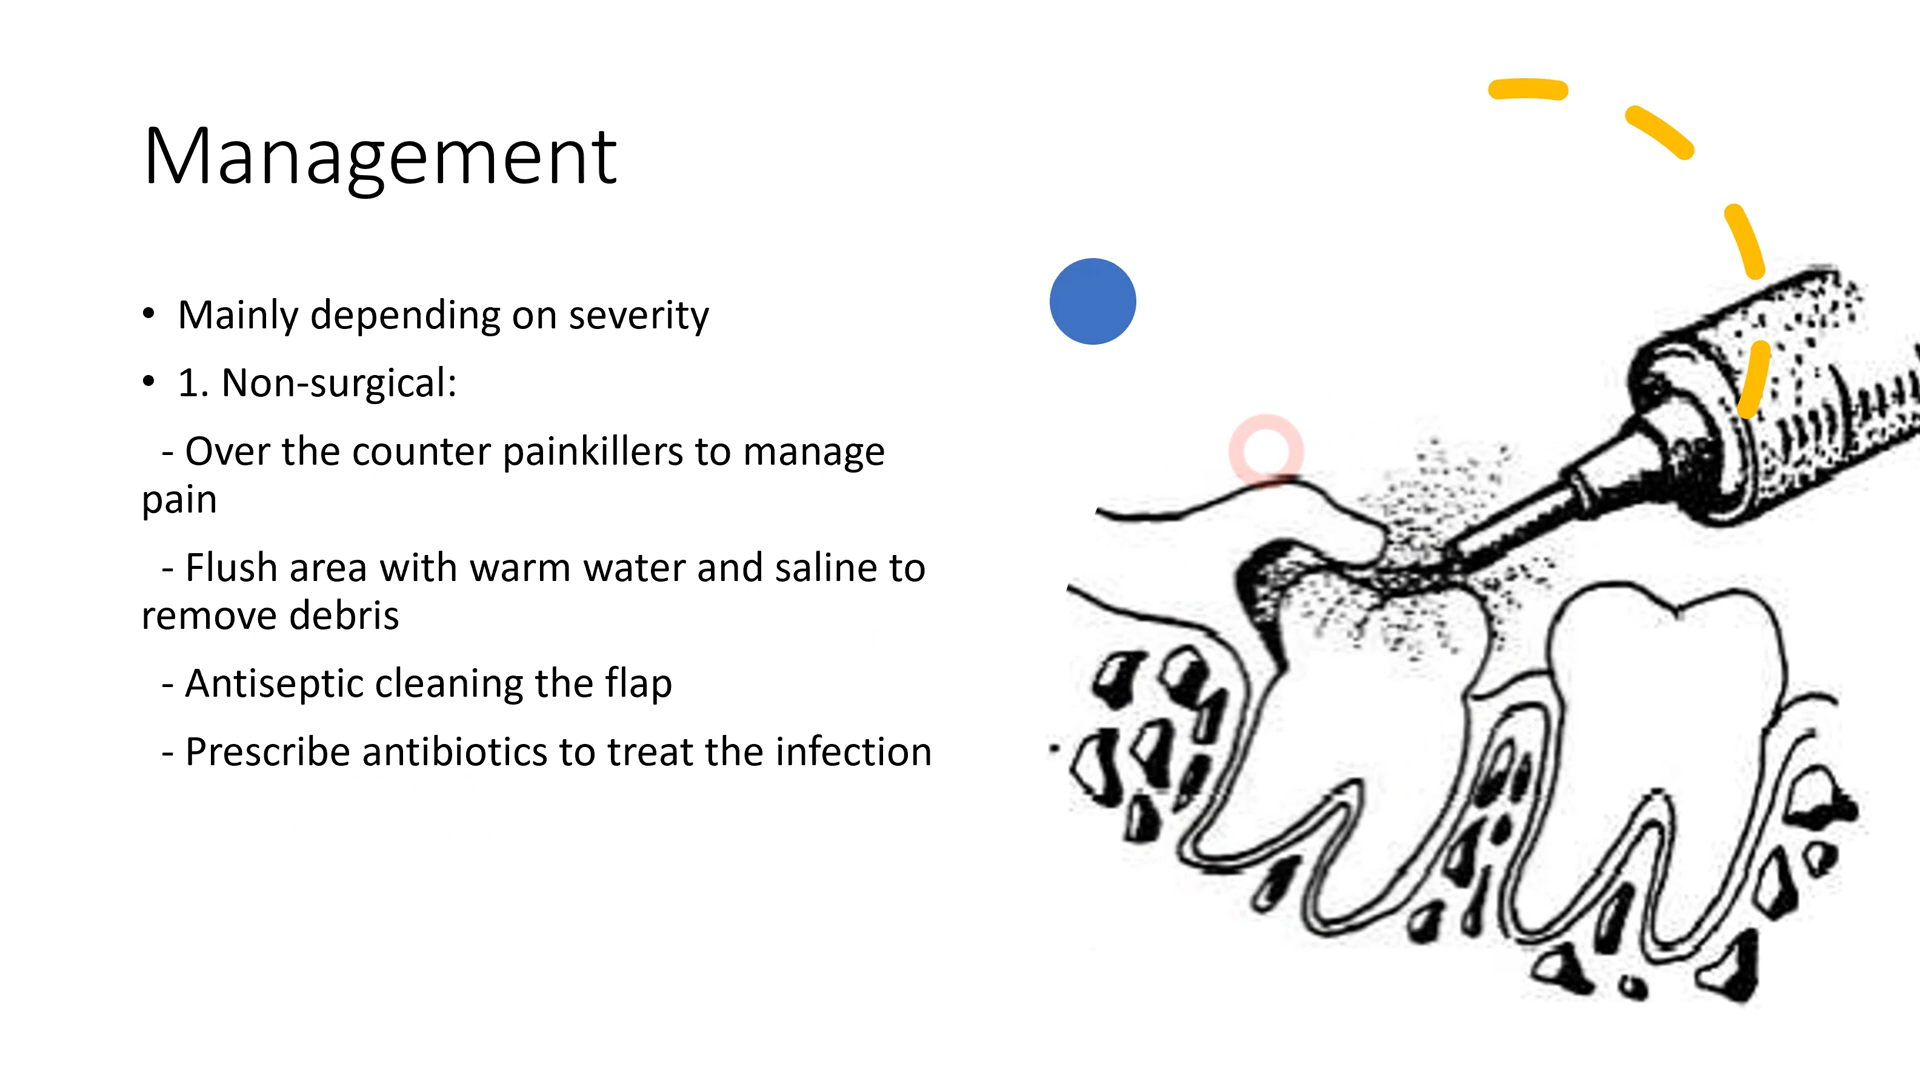 Management
• Mainly depending on severity
• 1. Non-surgical:
- Over the counter painkillers to manage
pain
- Flush area with warm water and saline to
remove debris
- Antiseptic cleaning the flap
- Prescribe antibiotics to treat the infection